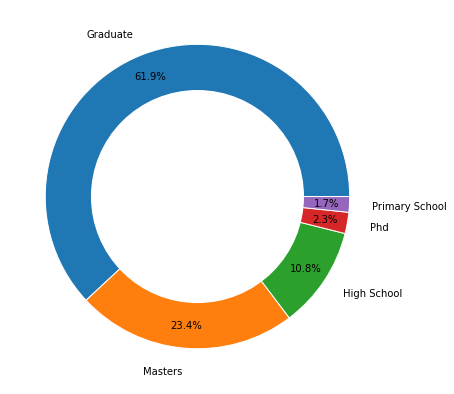 Graduate
61.9%
1.7%
Primary School
2.3%
Phd
10.8%
High School
23.4%
Masters